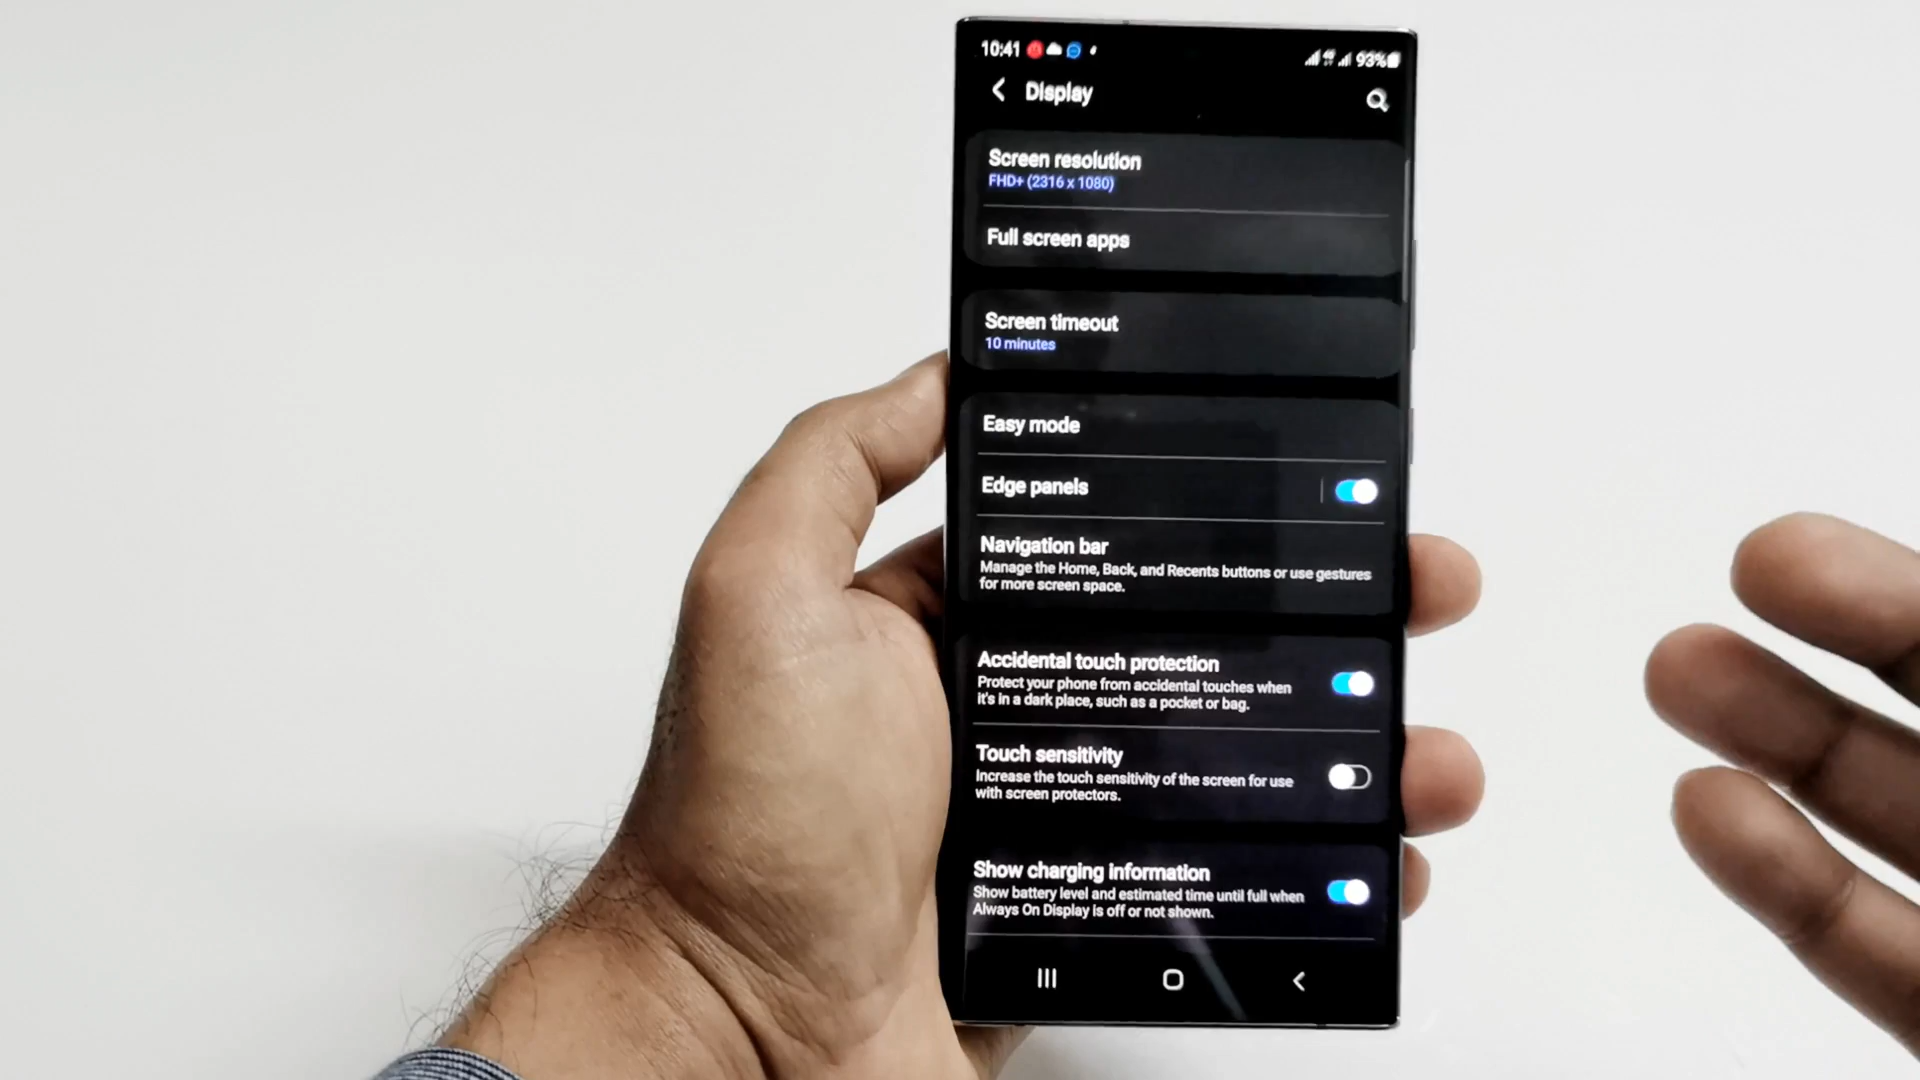 10:41
93%
Display
Screen resolution
FHD+ (2316 x 1080)
Full screen apps
Screen timeout
10 minutes
Easy mode
Edge panels
Navigation bar
Manage the Home, Back, and Recents buttons or use gestures
for more screen space.
Accidental touch protection
Protect your phone from accidental touches when
it's in a dark place, such as a pocket or bag.
Touch sensitivity
Increase the touch sensitivity of the screen for use
with screen protectors.
Show charging information
Show battery level and estimated time until full when
Always On Display is off or not shown.